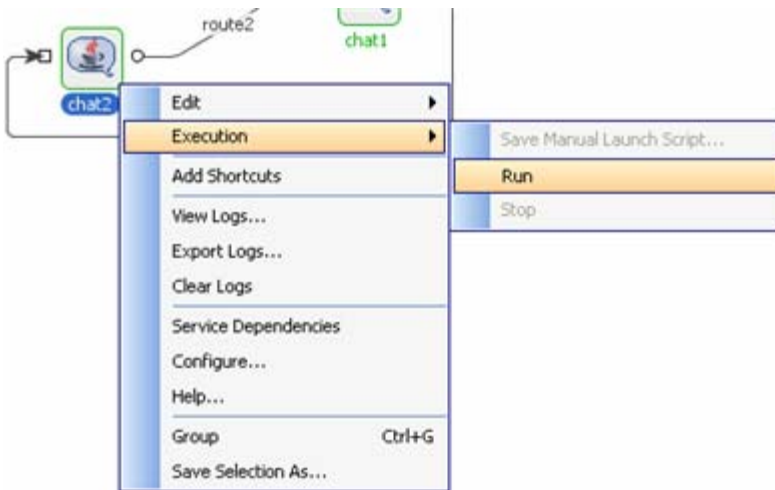 route2
chat1
chat2
Edit
Execution
Add Shortcuts
View Logs...
Export Logs...
Clear Logs
Service Dependencies
Configure...
Help...
Group Ctrl+G
Save Selection As...
Save Manual Launch Script...
Run
Stop